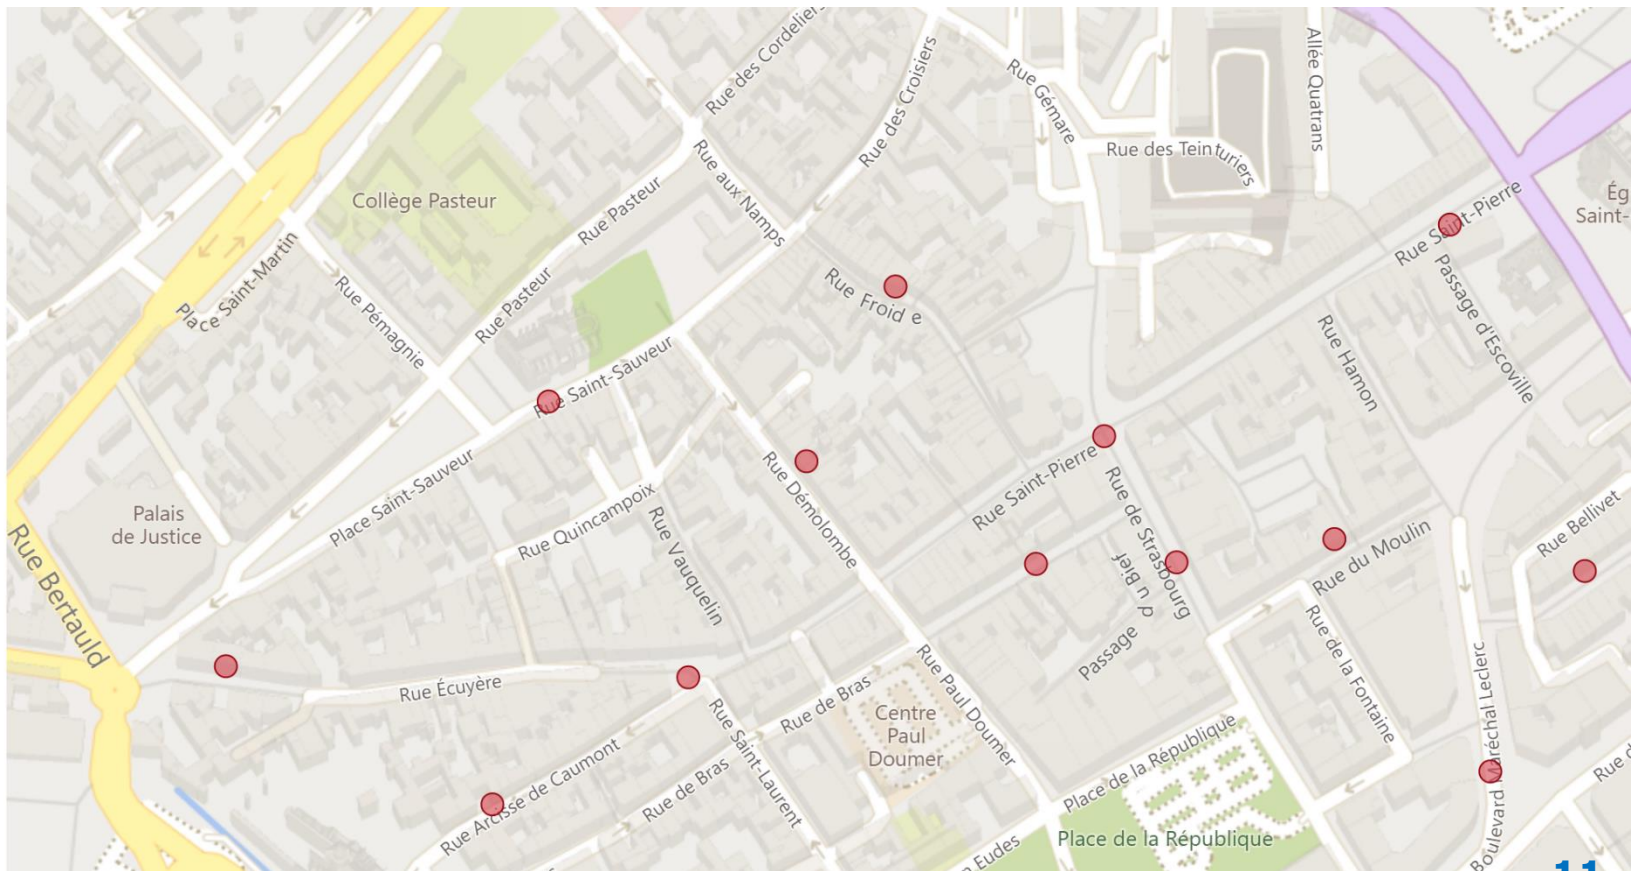 Rue des Cordeliers
Rue des Croisiers
Rue Gémare
Allée Quatrans
Rue des Teinturiers
Collège Pasteur
Rue Pasteur
Rue aux Namps
Rue Saint-Pierre
Ég
Saint-
Place Saint-Martin
Rue Pémagnie
Rue Pasteur
Rue Froide
Passage d'Escoville
Rue Hamon
Rue Saint-Sauveur
Place Saint-Sauveur
Rue Démolombe
Rue Saint-Pierre
Rue de Strasbourg
Palais
de Justice
Rue Bertauld
Rue Quincampoix
Rue Vauquelin
Passage du Bief
Rue du Moulin
Rue Bellivet
Rue Écuyère
Rue de Bras
Centre
Paul
Doumer
Rue Paul Doumer
Rue de la Fontaine
Boulevard Maréchal Leclerc
Rue Arcisse de Caumont
Rue Saint-Laurent
Rue de Bras
Place de la République
Place de la République
Eudes
11